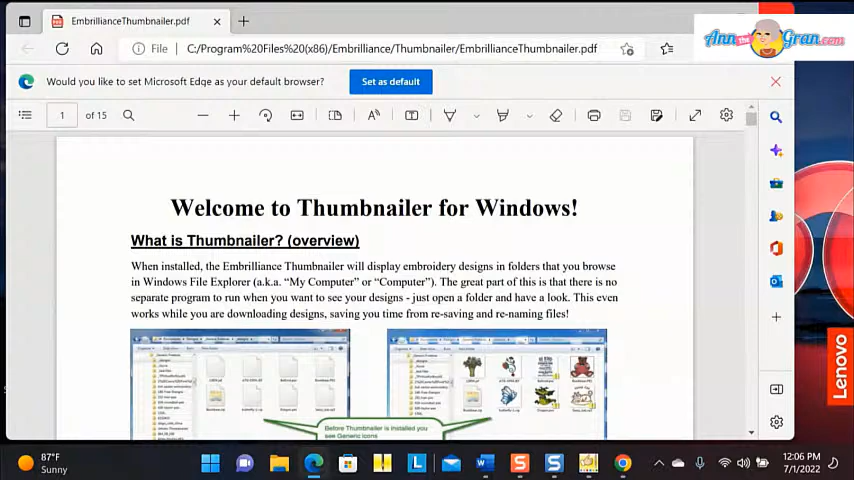 EmbrillianceThumbnailer.pdf
Ann the Gran.com
File
C:/Program%20Files%20(x86)/Embrilliance/Thumbnailer/EmbrillianceThumbnailer.pdf
Would you like to set Microsoft Edge as your default browser?
Set as default
1 of 15
Welcome to Thumbnailer for Windows!
What is Thumbnailer? (overview)
When installed, the Embrilliance Thumbnailer will display embroidery designs in folders that you browse
in Windows File Explorer (a.k.a. “My Computer” or “Computer”). The great part of this is that there is no
separate program to run when you want to see your designs - just open a folder and have a look. This even
works while you are downloading designs, saving you time from re-saving and re-naming files!
Before Thumbnailer is installed you
see Generic icons
Lenovo
87°F
Sunny
12:06 PM
7/1/2022